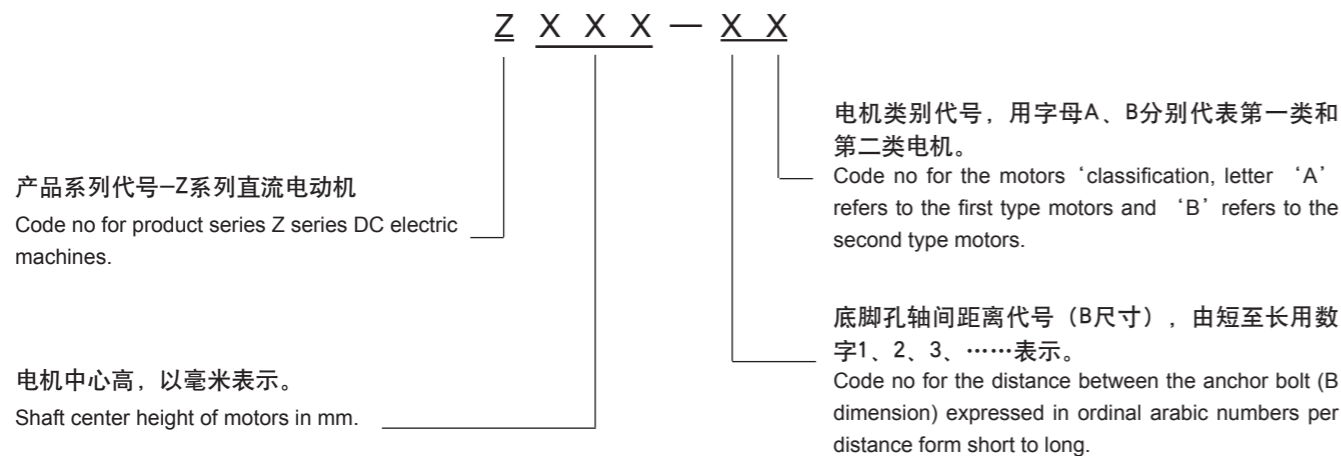 Z X X X — X X
产品系列代号—Z系列直流电动机
Code no for product series Z series DC electric
machines.
电机中心高，以毫米表示。
Shaft center height of motors in mm.
电机类别代号，用字母A、B分别代表第一类和
第二类电机。
Code no for the motors‘classification, letter ‘A’
refers to the first type motors and ‘B’ refers to the
second type motors.
底脚孔轴间距离代号（B尺寸），由短至长用数
字1、2、3、……表示。
Code no for the distance between the anchor bolt (B
dimension) expressed in ordinal arabic numbers per
distance form short to long.